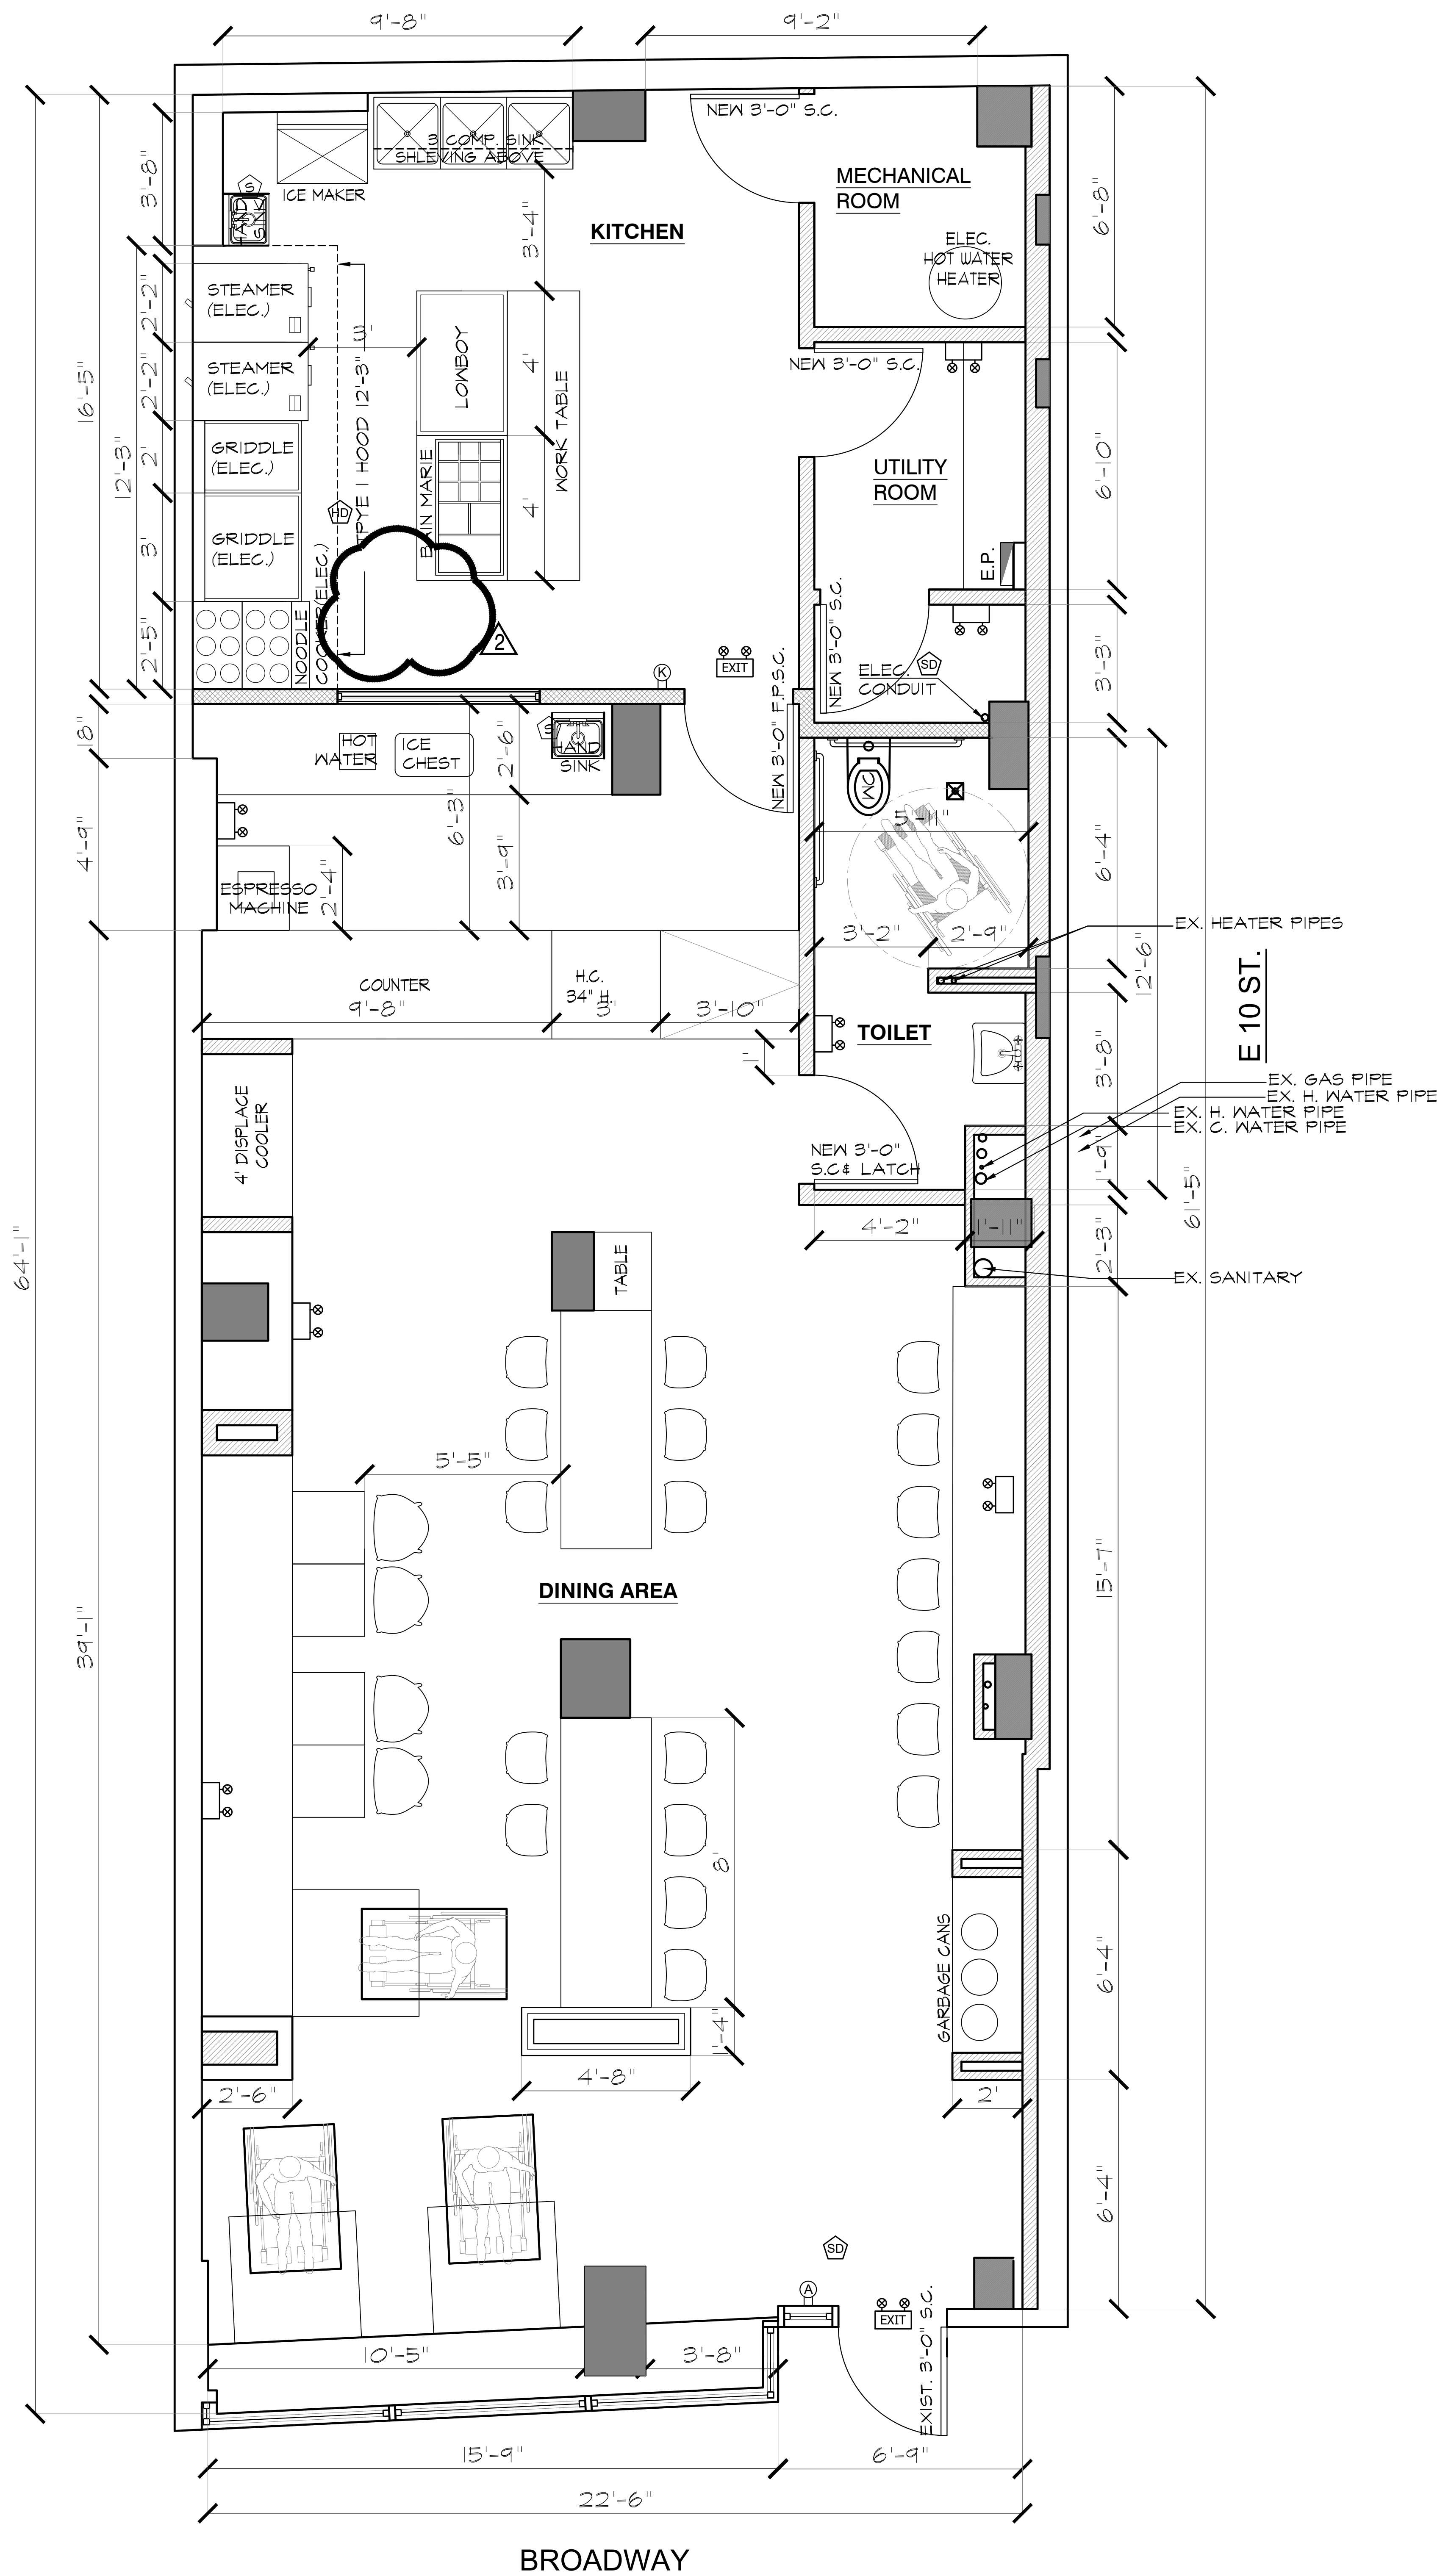 9'-8"
9'-2"
NEW 3'-0" S.C.
3 COMP. SINK
SHLEVING ABOVE
ICE MAKER
S
HAND
SINK
3'-8"
3'-4"
KITCHEN
MECHANICAL
ROOM
6'-8"
ELEC.
HOT WATER
HEATER
STEAMER
(ELEC.)
2'-2"
3'
STEAMER
(ELEC.)
2'-2"
LOWBOY
4'
WORK TABLE
NEW 3'-0" S.C.
16'-5"
12'-3"
TPYE I HOOD 12'-3"
GRIDDLE
(ELEC.)
2'
BAIN MARIE
4'
UTILITY
ROOM
6'-10"
HD
GRIDDLE
(ELEC.)
3'
E.P.
NOODLE
COOKER(ELEC.)
2'-5"
2
K
EXIT
NEW 3'-0" F.P.S.C.
NEW 3'-0" S.C.
ELEC.
CONDUIT
SD
3'-3"
18"
HOT
WATER
ICE
CHEST
2'-6"
S
HAND
SINK
WC
5'-11"
6'-3"
3'-9"
4'-9"
6'-4"
ESPRESSO
MACHINE
2'-4"
3'-2"
2'-9"
EX. HEATER PIPES
12'-6"
E 10 ST.
COUNTER
9'-8"
H.C.
34" H.
3'
3'-10"
1'
TOILET
3'-8"
EX. GAS PIPE
EX. H. WATER PIPE
EX. H. WATER PIPE
EX. C. WATER PIPE
4' DISPLACE
COOLER
NEW 3'-0"
S.C& LATCH
1'-9"
61'-5"
4'-2"
1'-11"
2'-3"
64'-1"
TABLE
EX. SANITARY
5'-5"
15'-7"
DINING AREA
39'-1"
8'
GARBAGE CANS
6'-4"
1'-4"
4'-8"
2'-6"
2'
6'-4"
SD
A
EXIT
EXIST. 3'-0" S.C.
10'-5"
3'-8"
15'-9"
6'-9"
22'-6"
BROADWAY